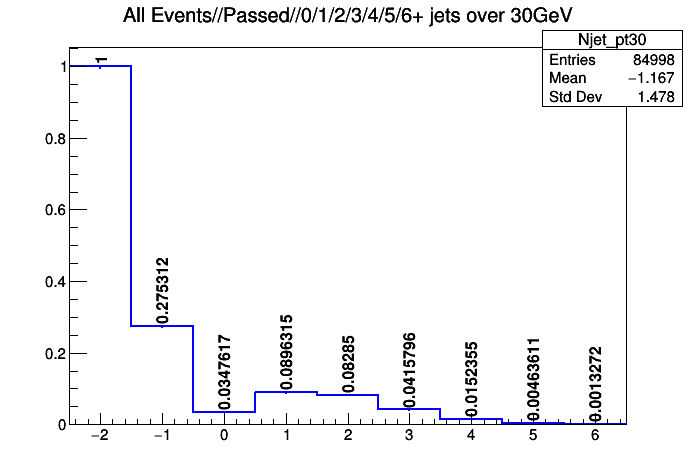 All Events//Passed//0/1/2/3/4/5/6+ jets over 30GeV
Njet_pt30
Entries 84998
Mean −1.167
Std Dev 1.478
1
0.8
0.6
0.4
0.2
0
1
0.275312
0.0347617
0.0896315
0.08285
0.0415796
0.0152355
0.00463611
0.0013272
−2 −1 0 1 2 3 4 5 6